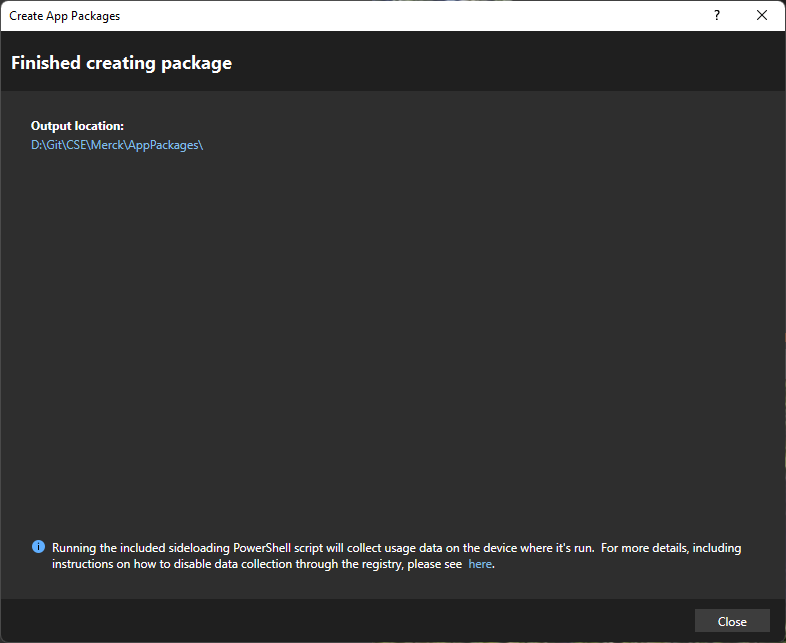 Create App Packages
?
Finished creating package
Output location:
D:\Git\CSE\Merck\AppPackages\
Running the included sideloading PowerShell script will collect usage data on the device where it's run.  For more details, including
instructions on how to disable data collection through the registry, please see  here.
Close